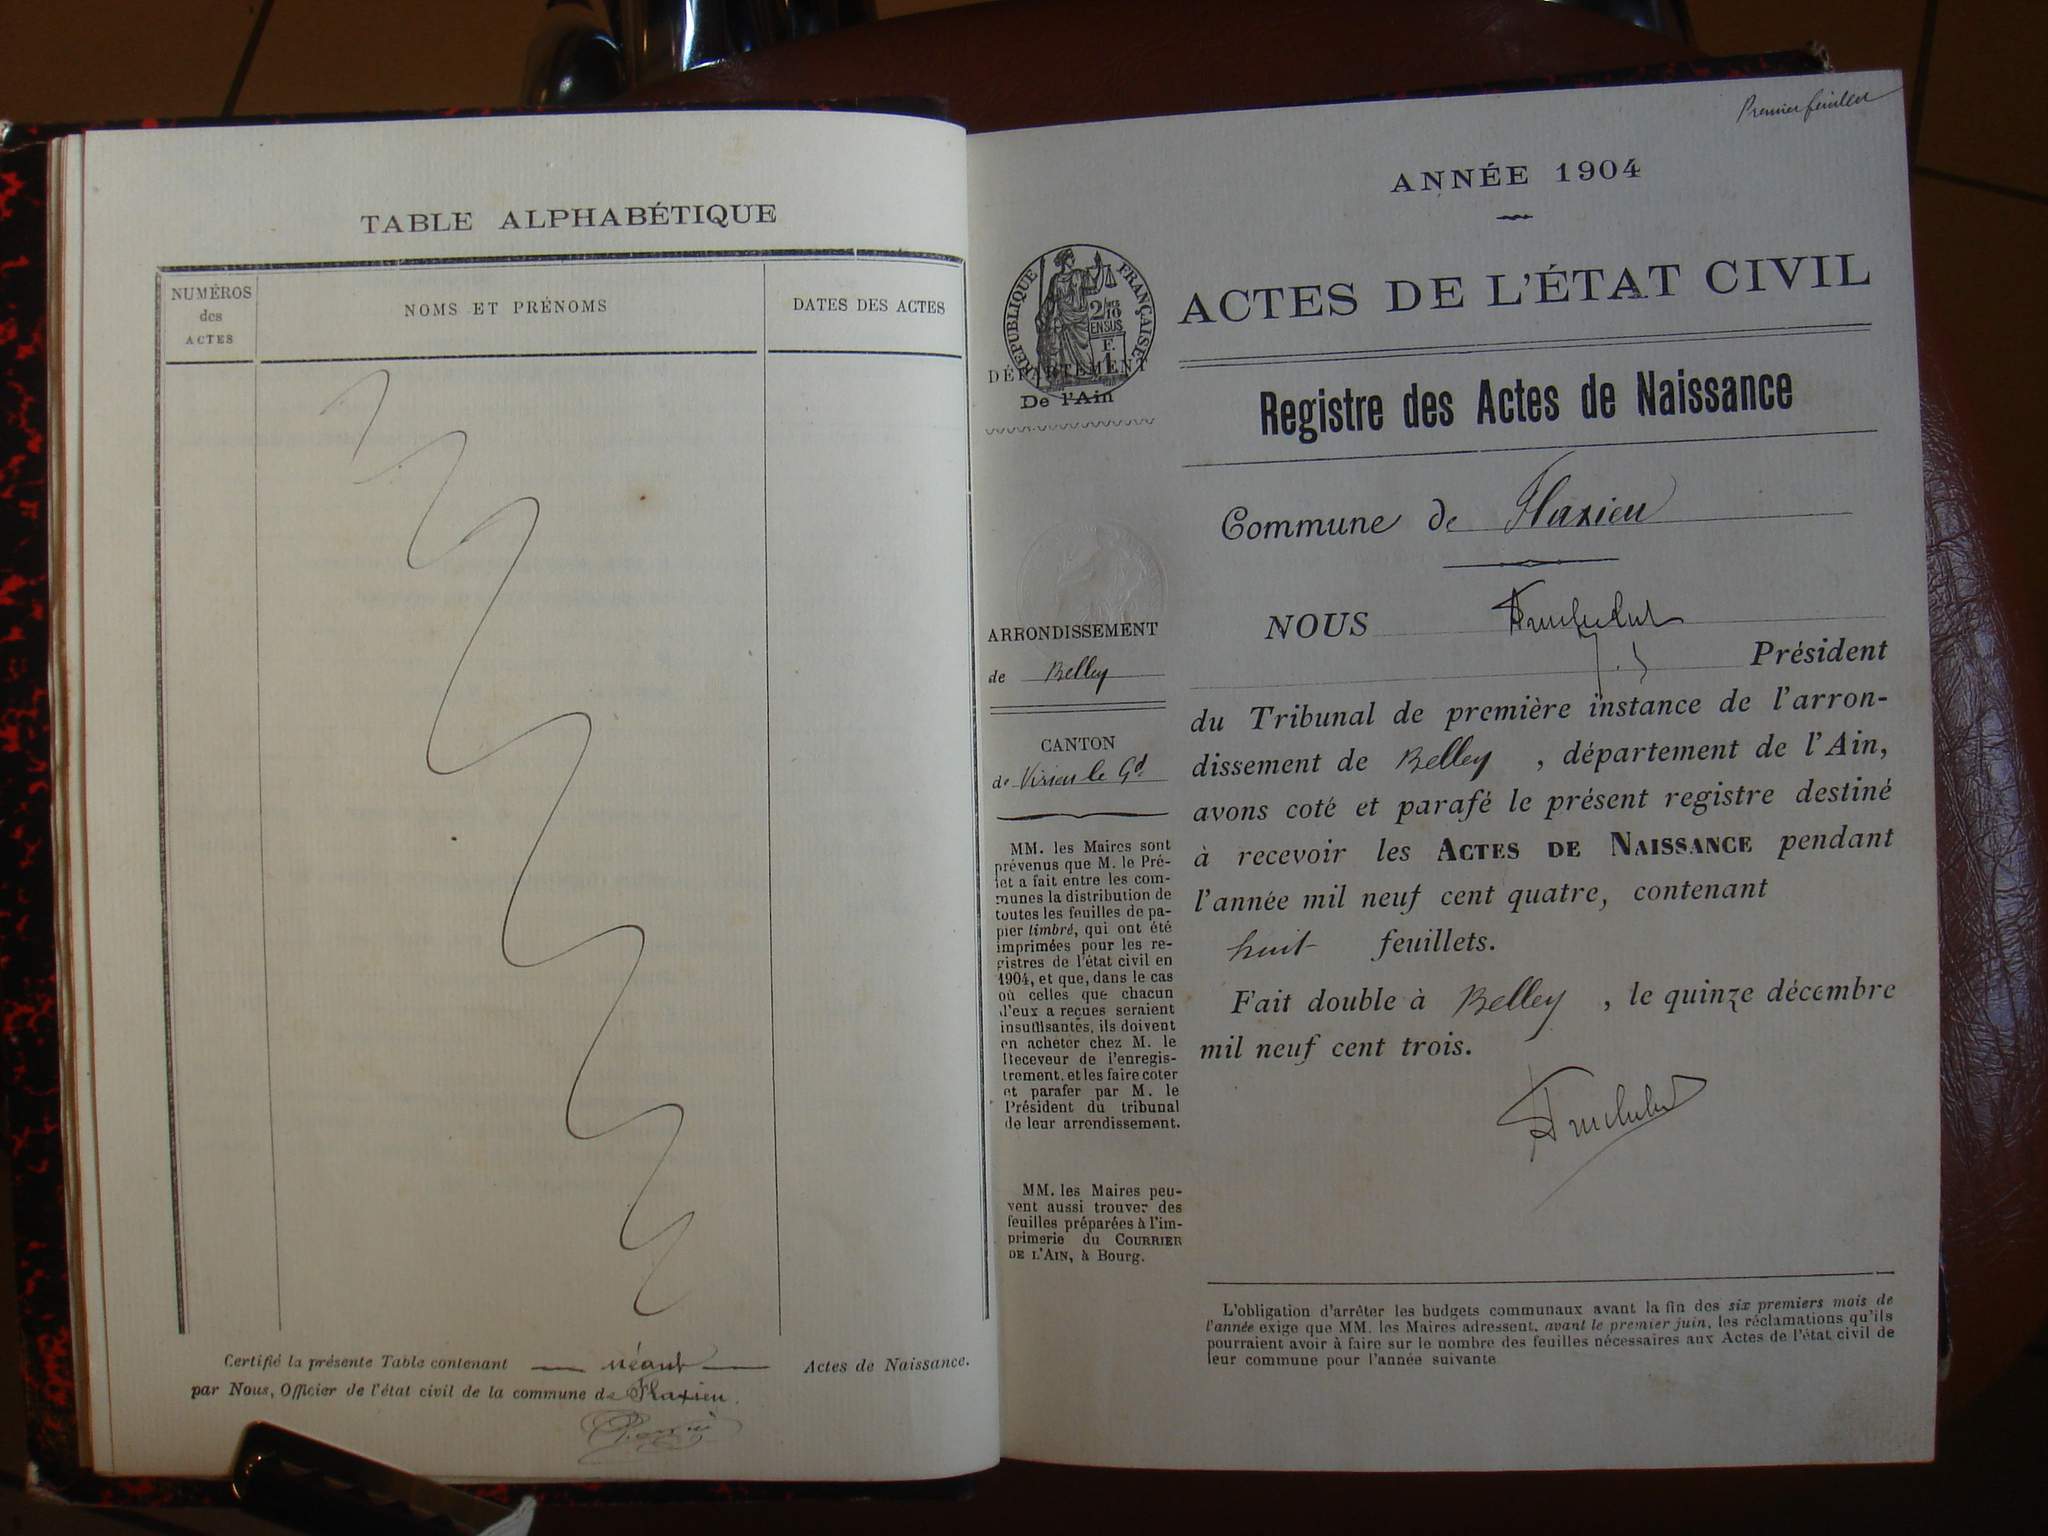 TABLE ALPHABÉTIQUE
NUMÉROS
des
ACTES
NOMS ET PRÉNOMS
DATES DES ACTES
Certifié la présente Table contenant néant Actes de Naissance.
par Nous, Officier de l'état civil de la commune de Flaxieu.
Premier feuillet
ANNÉE 1904
RÉPUBLIQUE FRANÇAISE
2/10
EN SUS
F.
1
ACTES DE L'ÉTAT CIVIL
DÉPARTEMENT
De l'Ain
Registre des Actes de Naissance
Commune de Flaxieu
ARRONDISSEMENT
de Belley
CANTON
de Virieu le Gd
MM. les Maires sont
prévenus que M. le Pré-
fet a fait entre les com-
munes la distribution de
toutes les feuilles de pa-
pier timbré, qui ont été
imprimées pour les re-
gistres de l'état civil en
1904, et que, dans le cas
où celles que chacun
d'eux a reçues seraient
insuffisantes, ils doivent
en acheter chez M. le
Receveur de l'enregis-
trement, et les faire coter
et parafer par M. le
Président du tribunal
de leur arrondissement.
MM. les Maires peu-
vent aussi trouver des
feuilles préparées à l'im-
primerie du COURRIER
DE L'AIN, à Bourg.
NOUS
Président
du Tribunal de première instance de l'arron-
dissement de Belley, département de l'Ain,
avons coté et parafé le présent registre destiné
à recevoir les ACTES DE NAISSANCE pendant
l'année mil neuf cent quatre, contenant
huit feuillets.
Fait double à Belley, le quinze décembre
mil neuf cent trois.
L'obligation d'arrêter les budgets communaux avant la fin des six premiers mois de
l'année exige que MM. les Maires adressent, avant le premier juin, les réclamations qu'ils
pourraient avoir à faire sur le nombre des feuilles nécessaires aux Actes de l'état civil de
leur commune pour l'année suivante